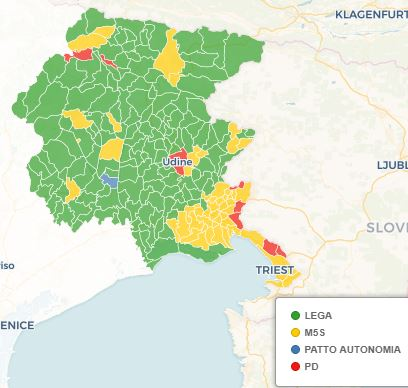 KLAGENFURT
LJUBL
Udine
SLOVE
TRIEST
iso
ENICE
LEGA
M5S
PATTO AUTONOMIA
PD